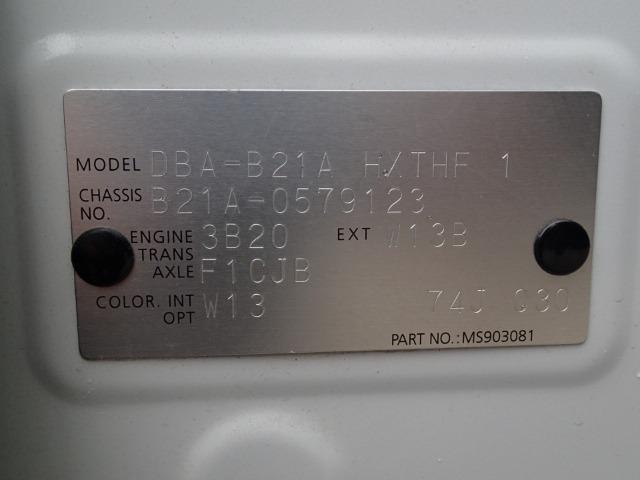 MODEL DBA-B21A HXTHF 1
CHASSIS NO. B21A-0579123
ENGINE 3B20 EXT W13B
TRANS AXLE F1CJB
COLOR. INT OPT W13 74J C30
PART NO.:MS903081